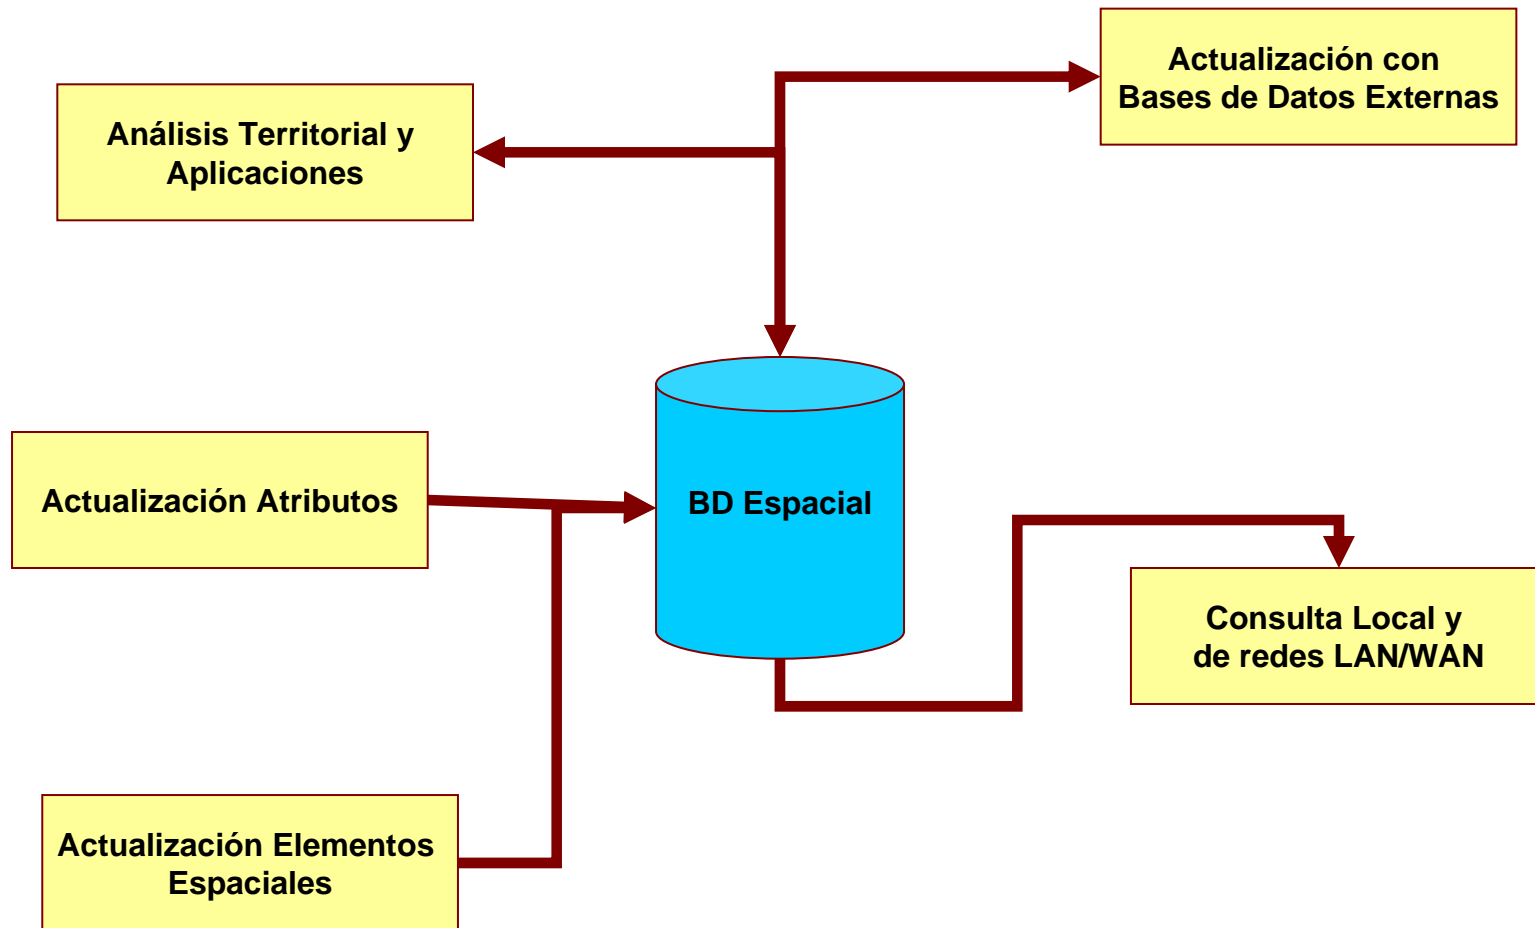 Actualización con
Bases de Datos Externas
Análisis Territorial y
Aplicaciones
Actualización Atributos
BD Espacial
Consulta Local y
de redes LAN/WAN
Actualización Elementos
Espaciales